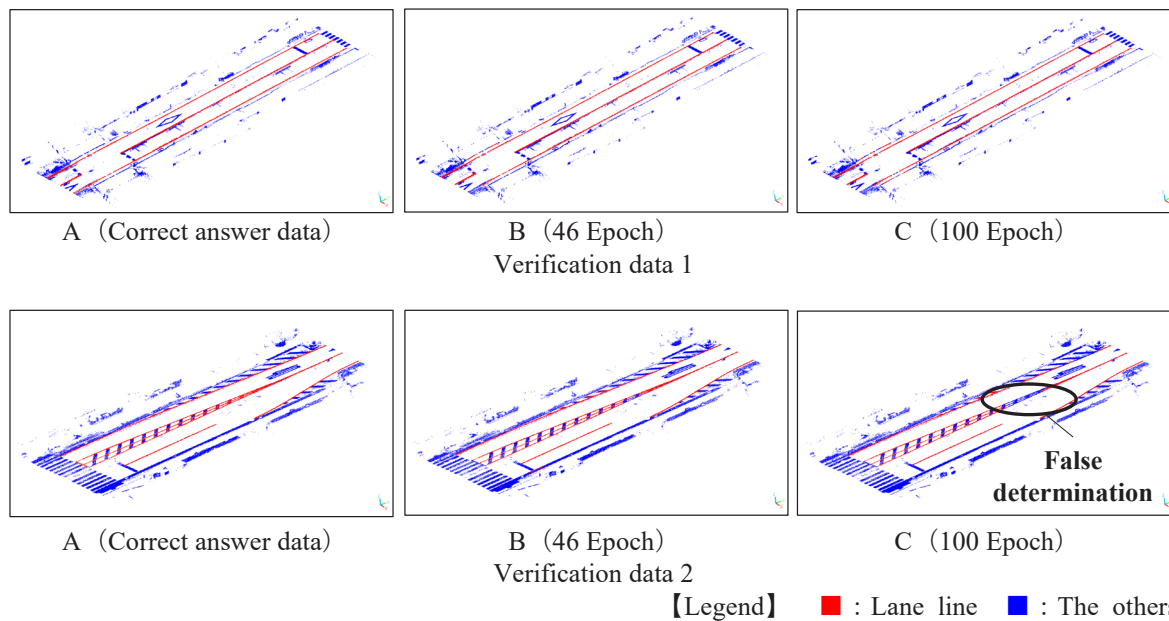 A（Correct answer data） B（46 Epoch） C（100 Epoch）
Verification data 1
False
determination
A（Correct answer data） B（46 Epoch） C（100 Epoch）
Verification data 2
【Legend】 : Lane line : The others